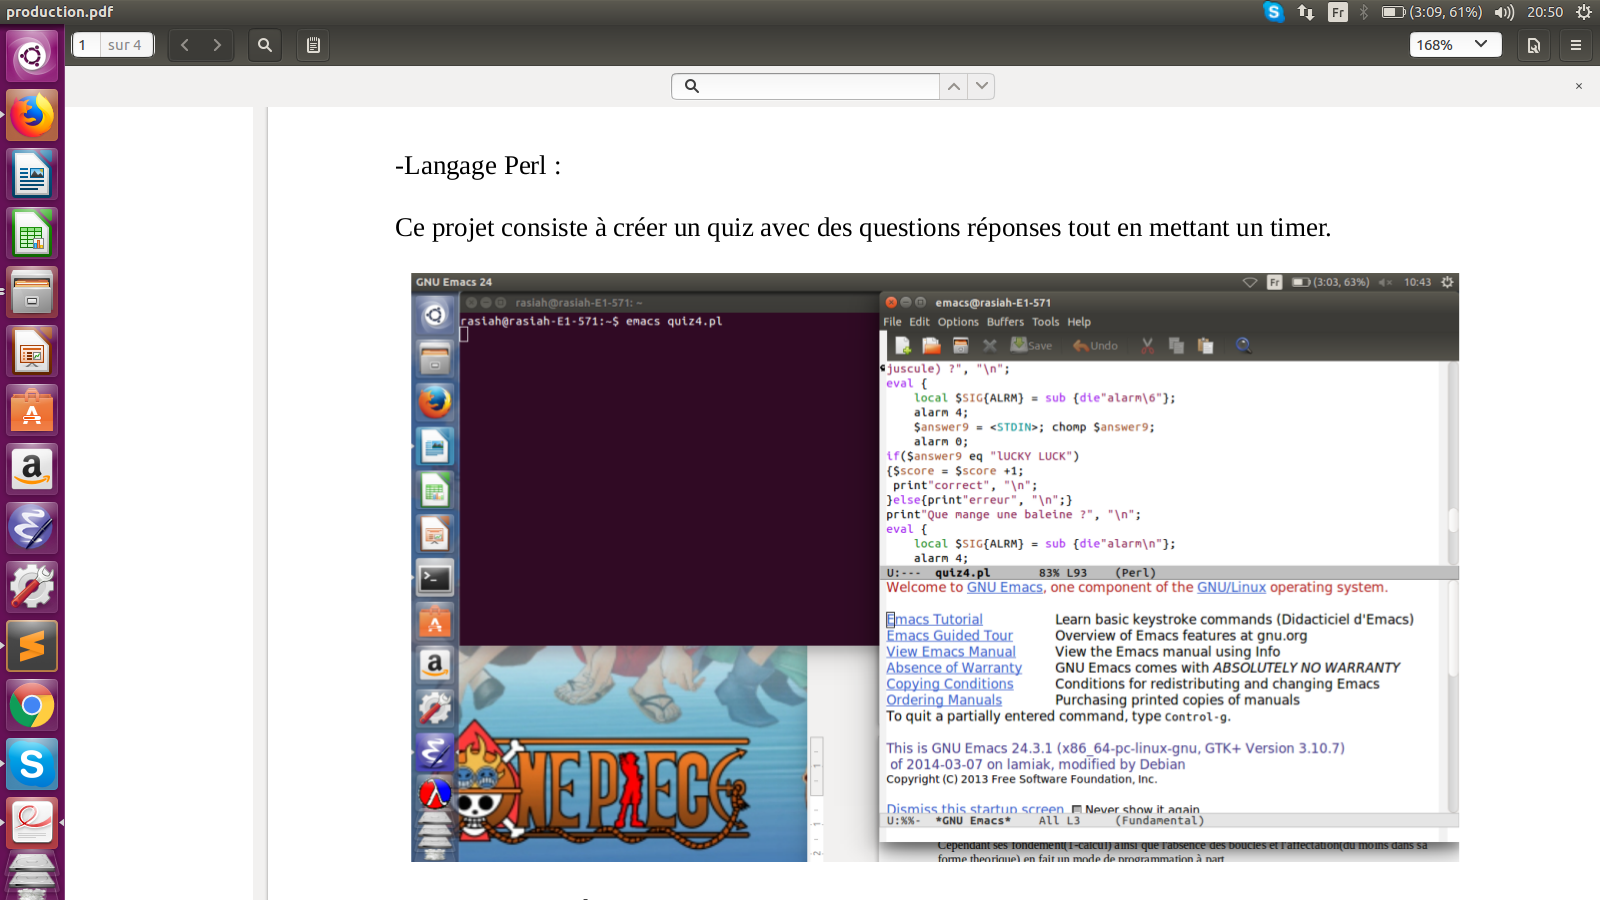 production.pdf
Fr
(3:09, 61%)
20:50
1
sur 4
168%
-Langage Perl :
Ce projet consiste à créer un quiz avec des questions réponses tout en mettant un timer.
GNU Emacs 24
Fr
(3:03, 63%)
10:43
rasiah@rasiah-E1-571: ~
rasiah@rasiah-E1-571:~$ emacs quiz4.pl
emacs@rasiah-E1-571
File Edit Options Buffers Tools Help
Save
Undo
juscule) ?", "\n";
eval {
local $SIG{ALRM} = sub {die"alarm\6"};
alarm 4;
$answer9 = <STDIN>; chomp $answer9;
alarm 0;
if($answer9 eq "lUCKY LUCK")
{$score = $score +1;
print"correct", "\n";
}else{print"erreur", "\n";}
print"Que mange une baleine ?", "\n";
eval {
local $SIG{ALRM} = sub {die"alarm\n"};
alarm 4;
U:--- quiz4.pl 83% L93 (Perl)
Welcome to GNU Emacs, one component of the GNU/Linux operating system.
Emacs Tutorial Learn basic keystroke commands (Didacticiel d'Emacs)
Emacs Guided Tour Overview of Emacs features at gnu.org
View Emacs Manual View the Emacs manual using Info
Absence of Warranty GNU Emacs comes with ABSOLUTELY NO WARRANTY
Copying Conditions Conditions for redistributing and changing Emacs
Ordering Manuals Purchasing printed copies of manuals
To quit a partially entered command, type Control-g.
This is GNU Emacs 24.3.1 (x86_64-pc-linux-gnu, GTK+ Version 3.10.7)
of 2014-03-07 on lamiak, modified by Debian
Copyright (C) 2013 Free Software Foundation, Inc.
Dismiss this startup screen Never show it again
U:%%- *GNU Emacs* All L3 (Fundamental)
ONE PIECE
Cependant ses fondement(1-calcul) ainsi que l'absence des boucles et l'affectation(du moins dans sa
forme theorique) en fait un mode de programmation à part